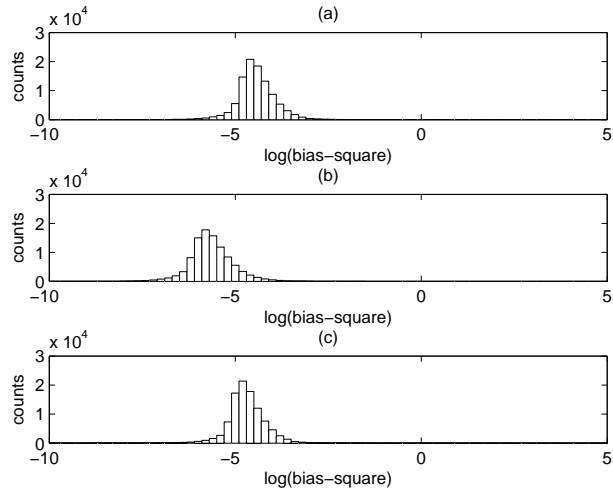 (a)
x 10^4
3
2
1
0
counts
−10 −5 0 5
log(bias−square)
(b)
x 10^4
3
2
1
0
counts
−10 −5 0 5
log(bias−square)
(c)
x 10^4
3
2
1
0
counts
−10 −5 0 5
log(bias−square)